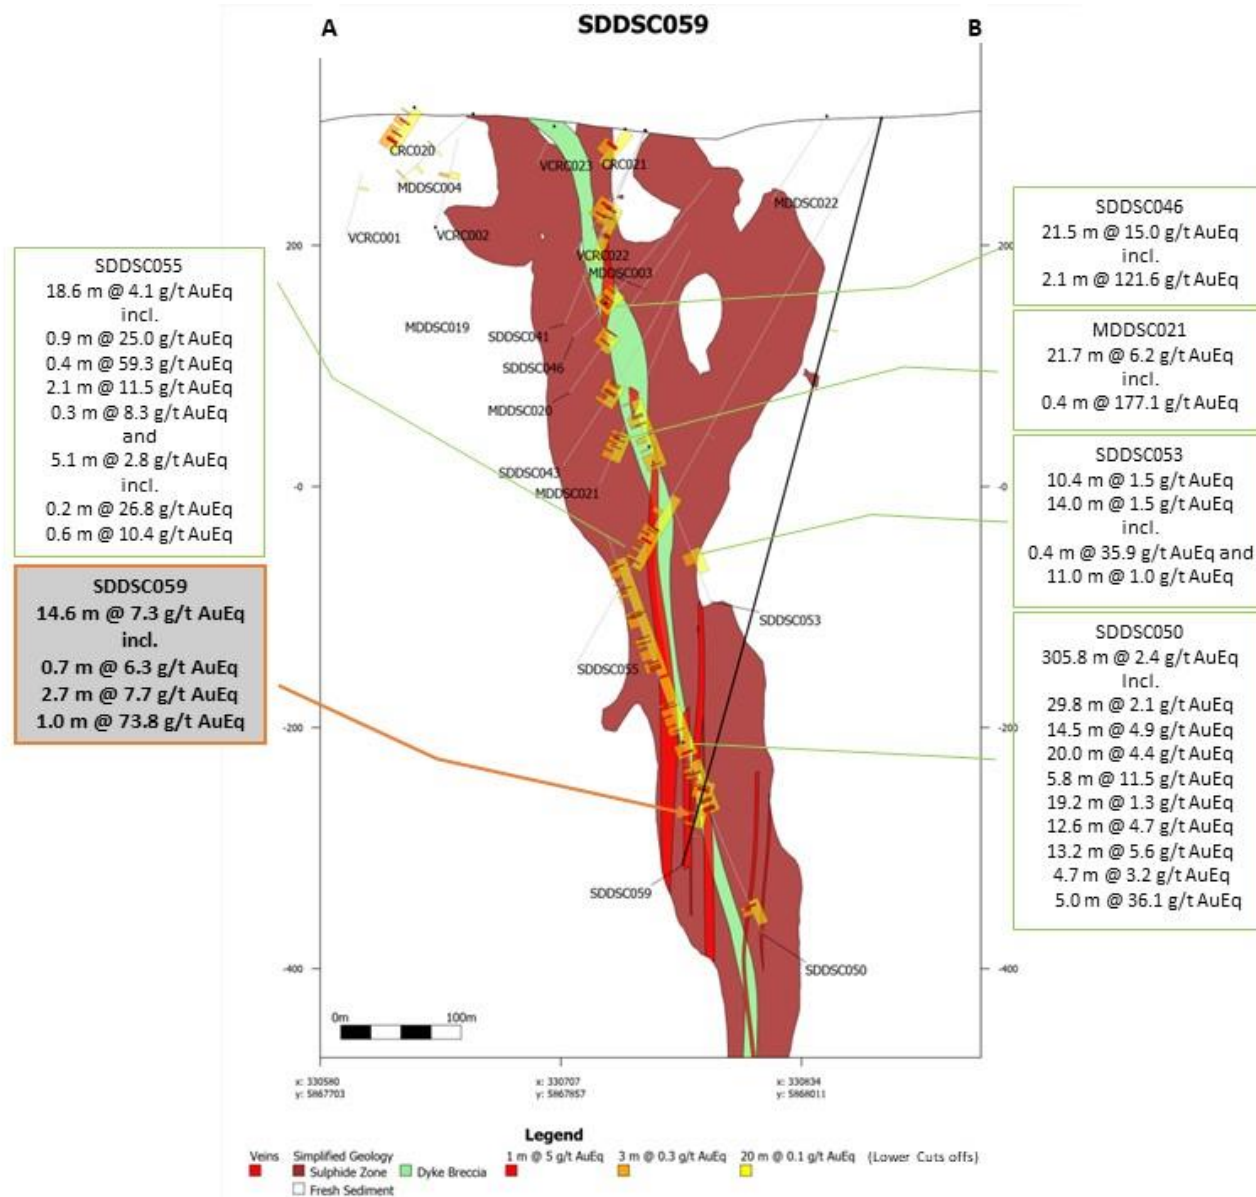 SDDSC059
A
B
CRC020
MDDSC004
VCRC001
VCRC002
VCRC023
CRC021
MDDSC022
VCRC022
MDDSC003
MDDSC019
SDDSC041
SDDSC046
MDDSC020
SDDSC043
MDDSC021
SDDSC053
SDDSC055
SDDSC059
SDDSC050
200
-0
-200
-400
200
-0
-200
-400
SDDSC055
18.6 m @ 4.1 g/t AuEq
incl.
0.9 m @ 25.0 g/t AuEq
0.4 m @ 59.3 g/t AuEq
2.1 m @ 11.5 g/t AuEq
0.3 m @ 8.3 g/t AuEq
and
5.1 m @ 2.8 g/t AuEq
incl.
0.2 m @ 26.8 g/t AuEq
0.6 m @ 10.4 g/t AuEq
SDDSC059
14.6 m @ 7.3 g/t AuEq
incl.
0.7 m @ 6.3 g/t AuEq
2.7 m @ 7.7 g/t AuEq
1.0 m @ 73.8 g/t AuEq
SDDSC046
21.5 m @ 15.0 g/t AuEq
incl.
2.1 m @ 121.6 g/t AuEq
MDDSC021
21.7 m @ 6.2 g/t AuEq
incl.
0.4 m @ 177.1 g/t AuEq
SDDSC053
10.4 m @ 1.5 g/t AuEq
14.0 m @ 1.5 g/t AuEq
incl.
0.4 m @ 35.9 g/t AuEq and
11.0 m @ 1.0 g/t AuEq
SDDSC050
305.8 m @ 2.4 g/t AuEq
Incl.
29.8 m @ 2.1 g/t AuEq
14.5 m @ 4.9 g/t AuEq
20.0 m @ 4.4 g/t AuEq
5.8 m @ 11.5 g/t AuEq
19.2 m @ 1.3 g/t AuEq
12.6 m @ 4.7 g/t AuEq
13.2 m @ 5.6 g/t AuEq
4.7 m @ 3.2 g/t AuEq
5.0 m @ 36.1 g/t AuEq
0m 100m
x: 330580
y: 5867703
x: 330707
y: 5867857
x: 330834
y: 5868011
Legend
Veins Simplified Geology 1 m @ 5 g/t AuEq 3 m @ 0.3 g/t AuEq 20 m @ 0.1 g/t AuEq (Lower Cuts offs)
Sulphide Zone Dyke Breccia
Fresh Sediment